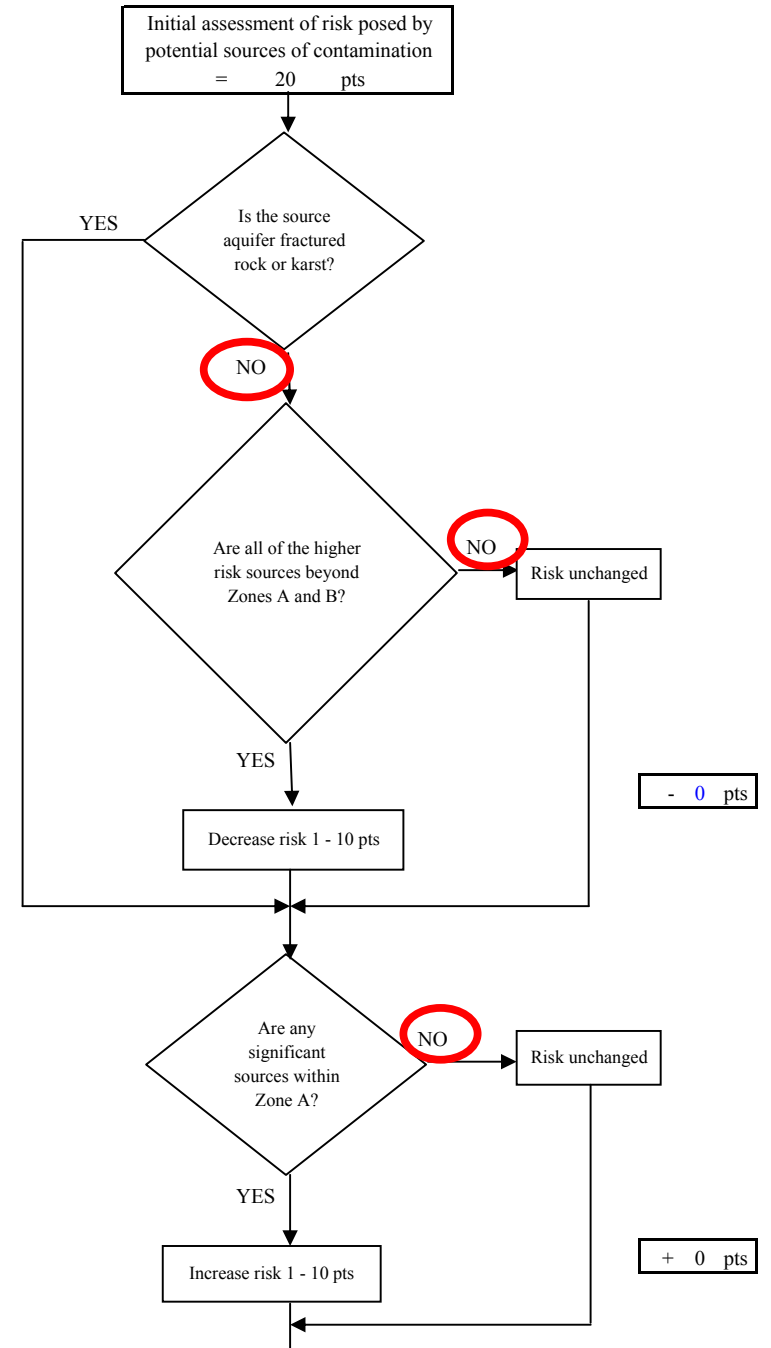 Initial assessment of risk posed by
potential sources of contamination
= 20 pts
YES
Is the source
aquifer fractured
rock or karst?
NO
Are all of the higher
risk sources beyond
Zones A and B?
NO
Risk unchanged
YES
- 0 pts
Decrease risk 1 - 10 pts
Are any
significant
sources within
Zone A?
NO
Risk unchanged
YES
+ 0 pts
Increase risk 1 - 10 pts